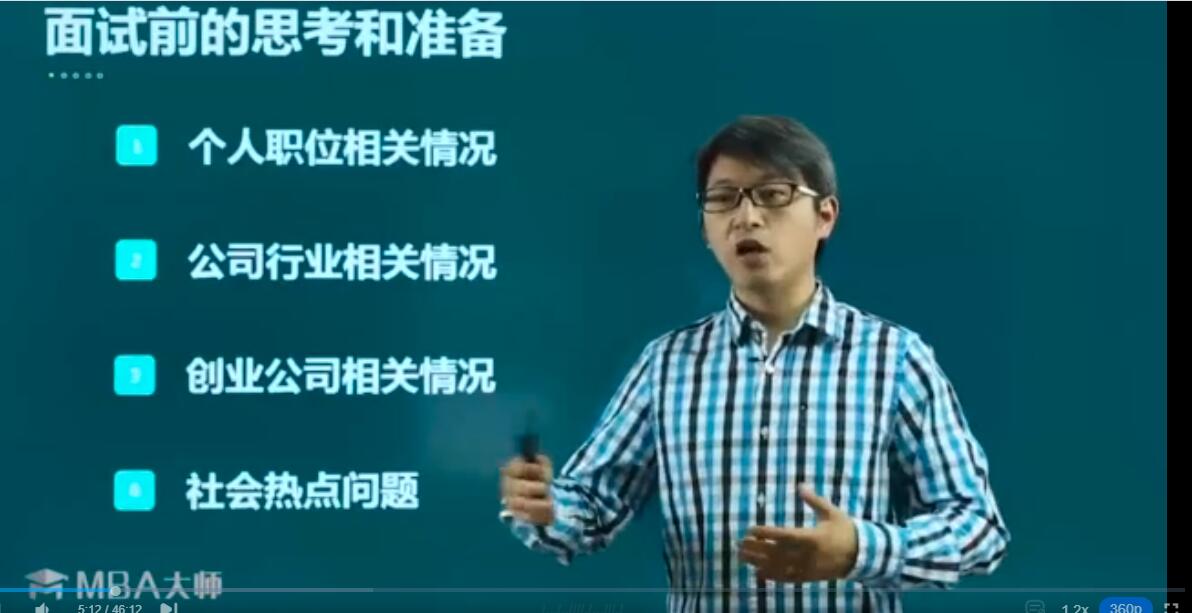 面试前的思考和准备
个人职位相关情况
2 公司行业相关情况
3 创业公司相关情况
社会热点问题
MBA大师
5:12 / 46:12
1.2x 360p